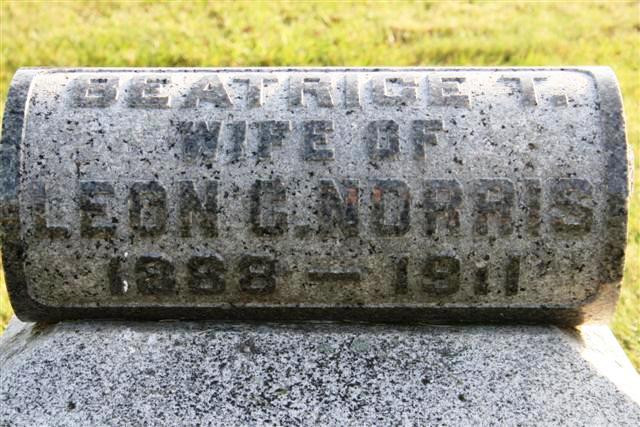 BEATRICE T.
WIFE OF
LEON C. NORRIS
1888 — 1911